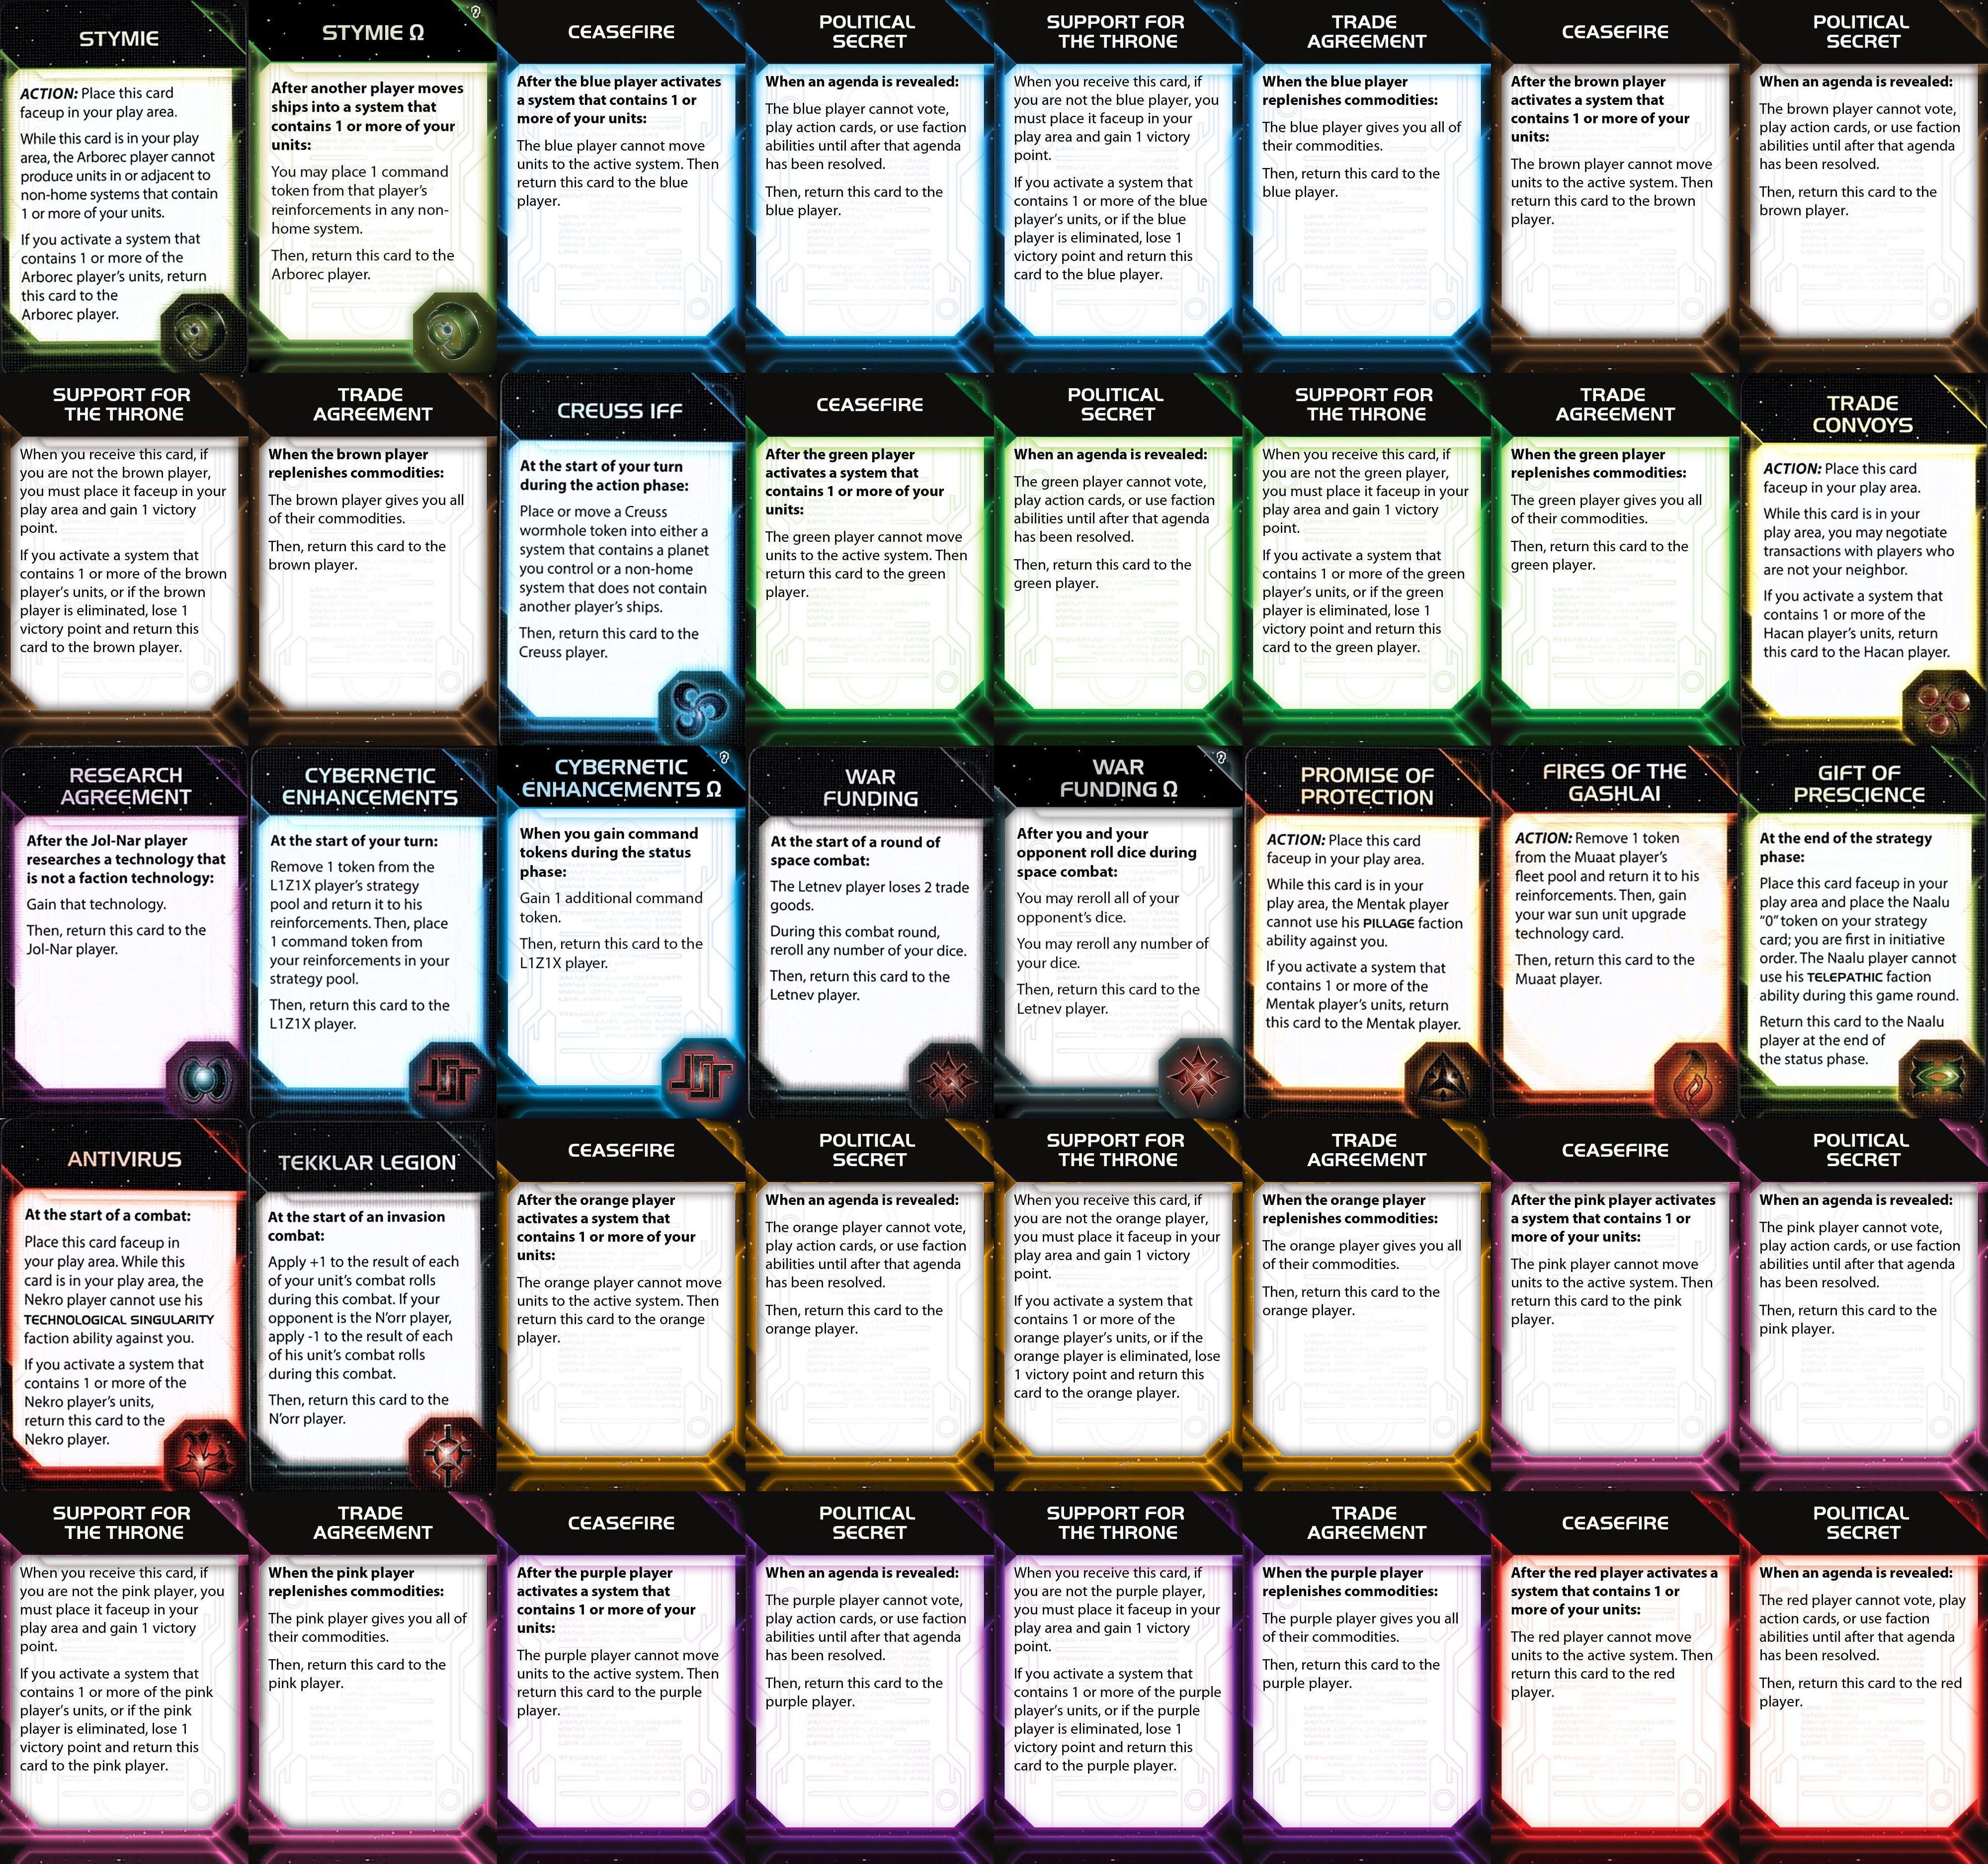 STYMIE
ACTION: Place this card
faceup in your play area.
While this card is in your play
area, the Arborec player cannot
produce units in or adjacent to
non-home systems that contain
1 or more of your units.
If you activate a system that
contains 1 or more of the
Arborec player's units, return
this card to the
Arborec player.
STYMIE Ω
After another player moves
ships into a system that
contains 1 or more of your
units:
You may place 1 command
token from that player's
reinforcements in any non-
home system.
Then, return this card to the
Arborec player.
CEASEFIRE
After the blue player activates
a system that contains 1 or
more of your units:
The blue player cannot move
units to the active system. Then
return this card to the blue
player.
POLITICAL
SECRET
When an agenda is revealed:
The blue player cannot vote,
play action cards, or use faction
abilities until after that agenda
has been resolved.
Then, return this card to the
blue player.
SUPPORT FOR
THE THRONE
When you receive this card, if
you are not the blue player, you
must place it faceup in your
play area and gain 1 victory
point.
If you activate a system that
contains 1 or more of the blue
player's units, or if the blue
player is eliminated, lose 1
victory point and return this
card to the blue player.
TRADE
AGREEMENT
When the blue player
replenishes commodities:
The blue player gives you all of
their commodities.
Then, return this card to the
blue player.
CEASEFIRE
After the brown player
activates a system that
contains 1 or more of your
units:
The brown player cannot move
units to the active system. Then
return this card to the brown
player.
POLITICAL
SECRET
When an agenda is revealed:
The brown player cannot vote,
play action cards, or use faction
abilities until after that agenda
has been resolved.
Then, return this card to the
brown player.
SUPPORT FOR
THE THRONE
When you receive this card, if
you are not the brown player,
you must place it faceup in your
play area and gain 1 victory
point.
If you activate a system that
contains 1 or more of the brown
player's units, or if the brown
player is eliminated, lose 1
victory point and return this
card to the brown player.
TRADE
AGREEMENT
When the brown player
replenishes commodities:
The brown player gives you all
of their commodities.
Then, return this card to the
brown player.
CREUSS IFF
At the start of your turn
during the action phase:
Place or move a Creuss
wormhole token into either a
system that contains a planet
you control or a non-home
system that does not contain
another player's ships.
Then, return this card to the
Creuss player.
CEASEFIRE
After the green player
activates a system that
contains 1 or more of your
units:
The green player cannot move
units to the active system. Then
return this card to the green
player.
POLITICAL
SECRET
When an agenda is revealed:
The green player cannot vote,
play action cards, or use faction
abilities until after that agenda
has been resolved.
Then, return this card to the
green player.
SUPPORT FOR
THE THRONE
When you receive this card, if
you are not the green player,
you must place it faceup in your
play area and gain 1 victory
point.
If you activate a system that
contains 1 or more of the green
player's units, or if the green
player is eliminated, lose 1
victory point and return this
card to the green player.
TRADE
AGREEMENT
When the green player
replenishes commodities:
The green player gives you all
of their commodities.
Then, return this card to the
green player.
TRADE
CONVOYS
ACTION: Place this card
faceup in your play area.
While this card is in your
play area, you may negotiate
transactions with players who
are not your neighbor.
If you activate a system that
contains 1 or more of the
Hacan player's units, return
this card to the Hacan player.
RESEARCH
AGREEMENT
After the Jol-Nar player
researches a technology that
is not a faction technology:
Gain that technology.
Then, return this card to the
Jol-Nar player.
CYBERNETIC
ENHANCEMENTS
At the start of your turn:
Remove 1 token from the
L1Z1X player's strategy
pool and return it to his
reinforcements. Then, place
1 command token from
your reinforcements in your
strategy pool.
Then, return this card to the
L1Z1X player.
CYBERNETIC
ENHANCEMENTS Ω
When you gain command
tokens during the status
phase:
Gain 1 additional command
token.
Then, return this card to the
L1Z1X player.
WAR
FUNDING
At the start of a round of
space combat:
The Letnev player loses 2 trade
goods.
During this combat round,
reroll any number of your dice.
Then, return this card to the
Letnev player.
WAR
FUNDING Ω
After you and your
opponent roll dice during
space combat:
You may reroll all of your
opponent's dice.
You may reroll any number of
your dice.
Then, return this card to the
Letnev player.
PROMISE OF
PROTECTION
ACTION: Place this card
faceup in your play area.
While this card is in your
play area, the Mentak player
cannot use his PILLAGE faction
ability against you.
If you activate a system that
contains 1 or more of the
Mentak player's units, return
this card to the Mentak player.
FIRES OF THE
GASHLAI
ACTION: Remove 1 token
from the Muaat player's
fleet pool and return it to his
reinforcements. Then, gain
your war sun unit upgrade
technology card.
Then, return this card to the
Muaat player.
GIFT OF
PRESCIENCE
At the end of the strategy
phase:
Place this card faceup in your
play area and place the Naalu
"0" token on your strategy
card; you are first in initiative
order. The Naalu player cannot
use his TELEPATHIC faction
ability during this game round.
Return this card to the Naalu
player at the end of
the status phase.
ANTIVIRUS
At the start of a combat:
Place this card faceup in
your play area. While this
card is in your play area, the
Nekro player cannot use his
TECHNOLOGICAL SINGULARITY
faction ability against you.
If you activate a system that
contains 1 or more of the
Nekro player's units,
return this card to the
Nekro player.
TEKKLAR LEGION
At the start of an invasion
combat:
Apply +1 to the result of each
of your unit's combat rolls
during this combat. If your
opponent is the N'orr player,
apply -1 to the result of each
of his unit's combat rolls
during this combat.
Then, return this card to the
N'orr player.
CEASEFIRE
After the orange player
activates a system that
contains 1 or more of your
units:
The orange player cannot move
units to the active system. Then
return this card to the orange
player.
POLITICAL
SECRET
When an agenda is revealed:
The orange player cannot vote,
play action cards, or use faction
abilities until after that agenda
has been resolved.
Then, return this card to the
orange player.
SUPPORT FOR
THE THRONE
When you receive this card, if
you are not the orange player,
you must place it faceup in your
play area and gain 1 victory
point.
If you activate a system that
contains 1 or more of the
orange player's units, or if the
orange player is eliminated, lose
1 victory point and return this
card to the orange player.
TRADE
AGREEMENT
When the orange player
replenishes commodities:
The orange player gives you all
of their commodities.
Then, return this card to the
orange player.
CEASEFIRE
After the pink player activates
a system that contains 1 or
more of your units:
The pink player cannot move
units to the active system. Then
return this card to the pink
player.
POLITICAL
SECRET
When an agenda is revealed:
The pink player cannot vote,
play action cards, or use faction
abilities until after that agenda
has been resolved.
Then, return this card to the
pink player.
SUPPORT FOR
THE THRONE
When you receive this card, if
you are not the pink player, you
must place it faceup in your
play area and gain 1 victory
point.
If you activate a system that
contains 1 or more of the pink
player's units, or if the pink
player is eliminated, lose 1
victory point and return this
card to the pink player.
TRADE
AGREEMENT
When the pink player
replenishes commodities:
The pink player gives you all of
their commodities.
Then, return this card to the
pink player.
CEASEFIRE
After the purple player
activates a system that
contains 1 or more of your
units:
The purple player cannot move
units to the active system. Then
return this card to the purple
player.
POLITICAL
SECRET
When an agenda is revealed:
The purple player cannot vote,
play action cards, or use faction
abilities until after that agenda
has been resolved.
Then, return this card to the
purple player.
SUPPORT FOR
THE THRONE
When you receive this card, if
you are not the purple player,
you must place it faceup in your
play area and gain 1 victory
point.
If you activate a system that
contains 1 or more of the purple
player's units, or if the purple
player is eliminated, lose 1
victory point and return this
card to the purple player.
TRADE
AGREEMENT
When the purple player
replenishes commodities:
The purple player gives you all
of their commodities.
Then, return this card to the
purple player.
CEASEFIRE
After the red player activates a
system that contains 1 or
more of your units:
The red player cannot move
units to the active system. Then
return this card to the red
player.
POLITICAL
SECRET
When an agenda is revealed:
The red player cannot vote, play
action cards, or use faction
abilities until after that agenda
has been resolved.
Then, return this card to the red
player.